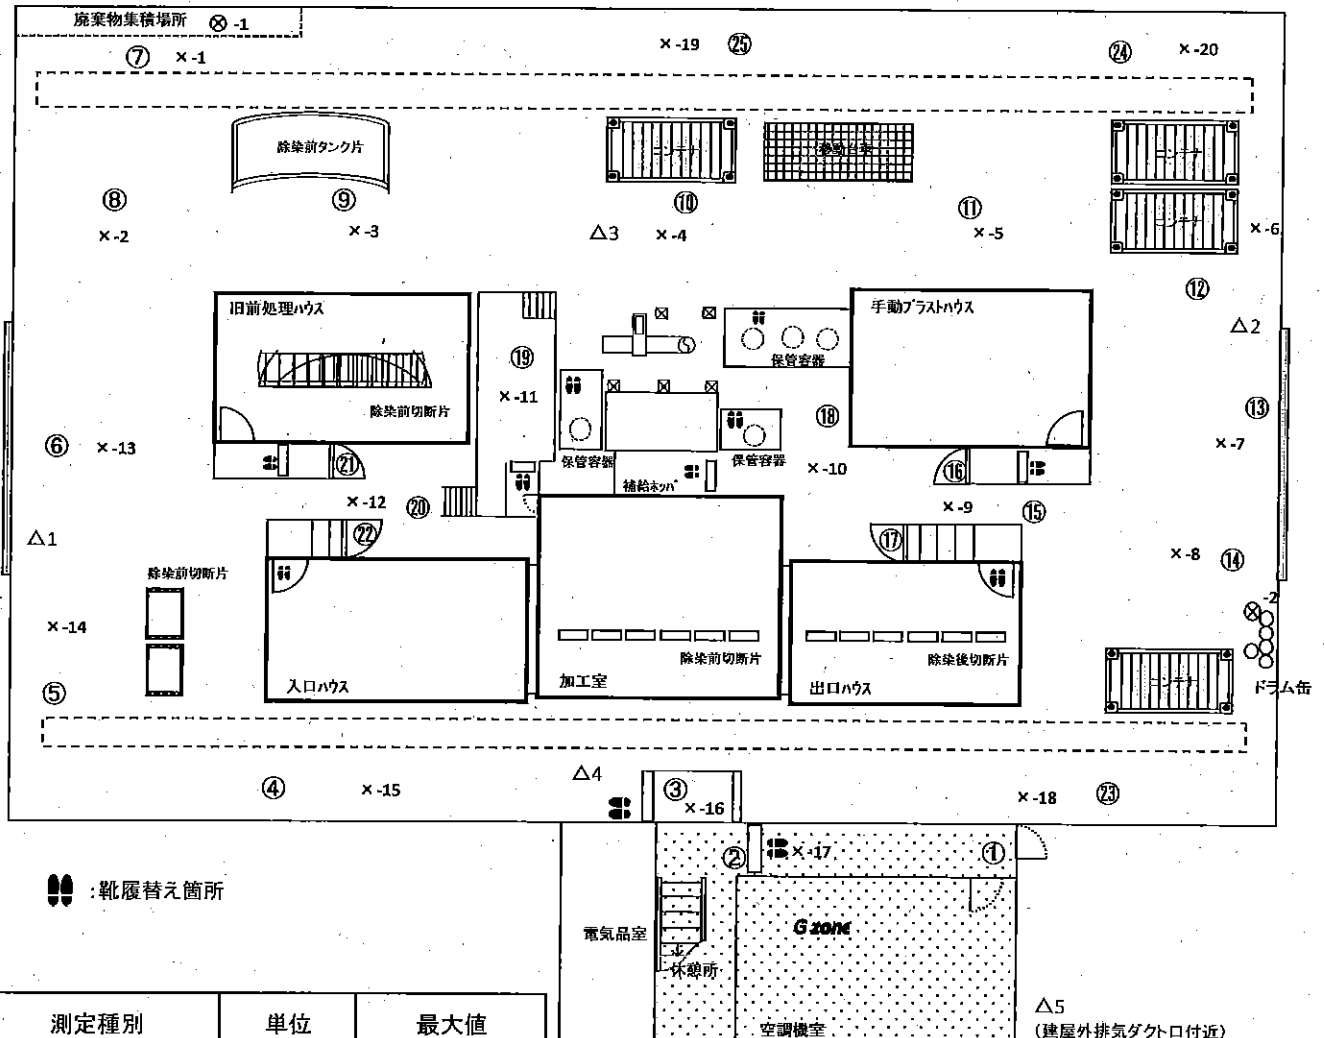 廃棄物集積場所 ⊗ -1
⑦ × -1
× -19 ㉕
㉔ × -20
除染前タンク片
コンテナ
移動台車
コンテナ
コンテナ
⑧
⑨
⑩
⑪
× -2
× -3
△3 × -4
× -5
× -6
⑫
△2
旧前処理ハウス
手動ブラストハウス
保管容器
⑲
× -11
除染前切断片
⑱
⑬
⑥ × -13
× -7
㉑
保管容器
保管容器
× -10
⑯
補給ホッパ
× -12 ⑳
× -9 ⑮
△1
㉒
⑰
× -8 ⑭
除染前切断片
-2
× -14
除染前切断片
除染後切断片
入口ハウス
加工室
出口ハウス
コンテナ
ドラム缶
⑤
④ × -15
△4
③ × -16
× -18 ㉓
② × -17
①
:靴履替え箇所
電気品室
G zone
休憩所
測定種別 単位 最大値
空調機室
△5
(建屋外排気ダクト口付近)